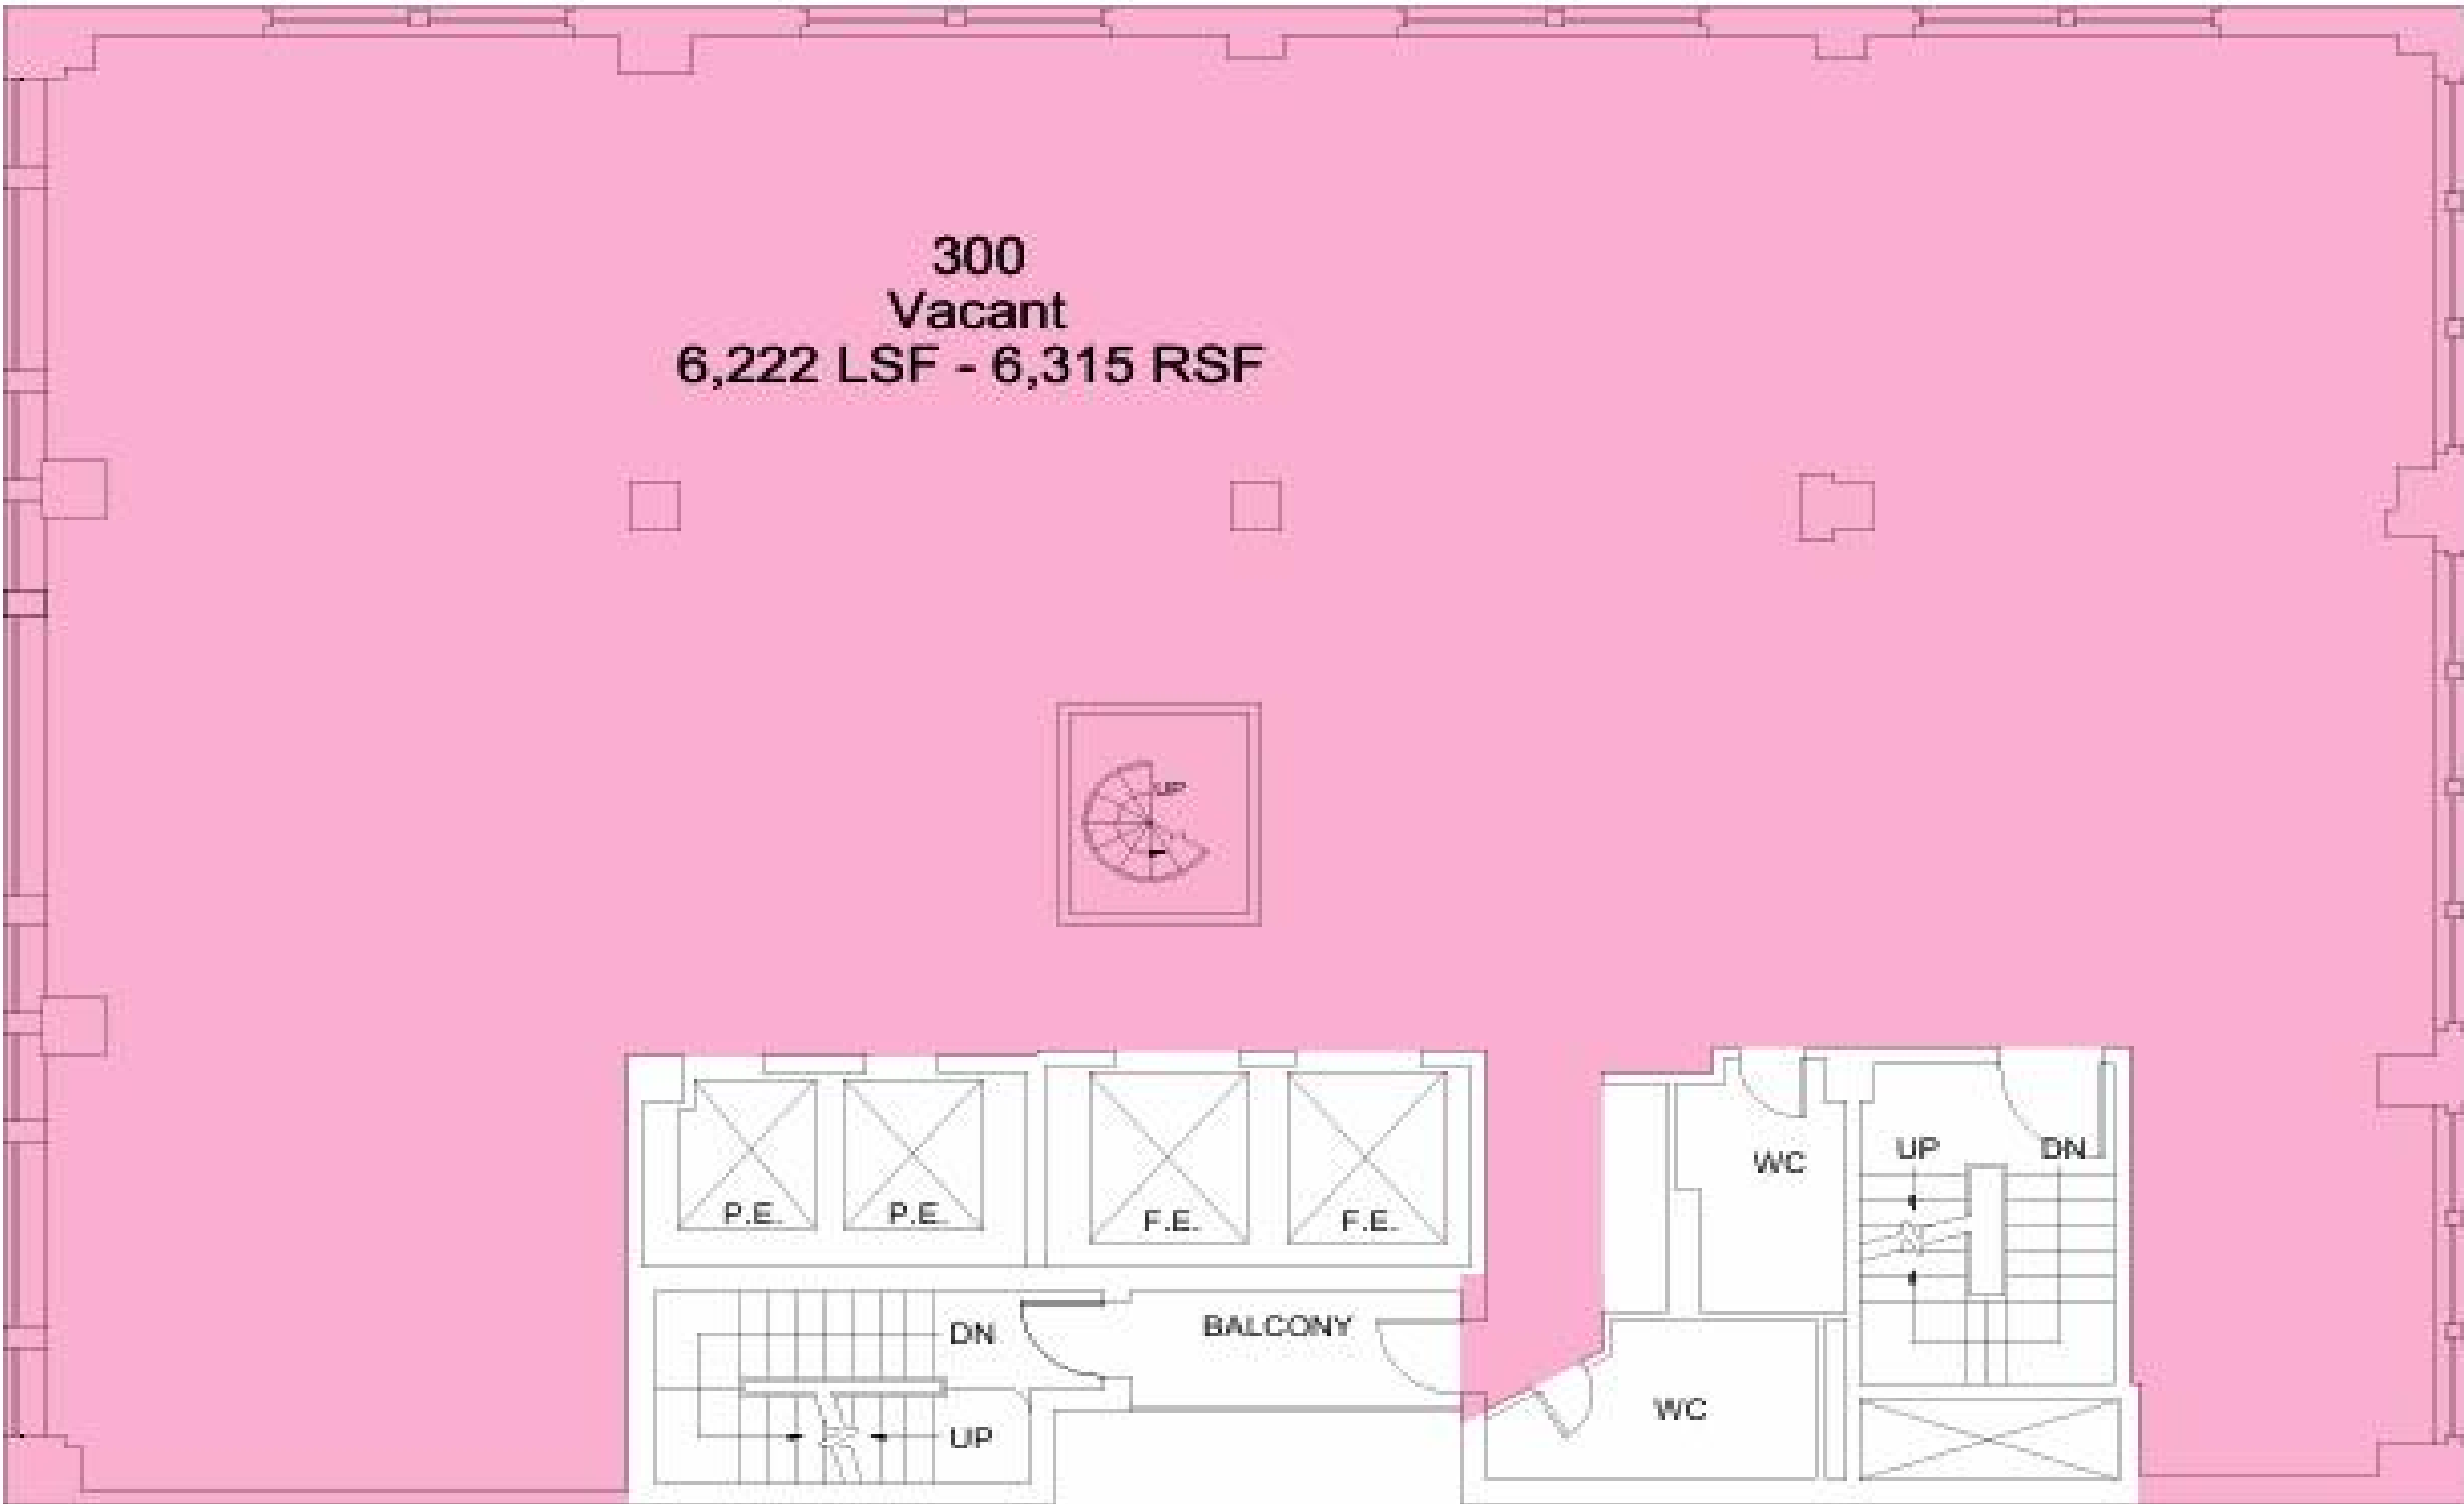 300
Vacant
6,222 LSF - 6,315 RSF
UP
WC
UP
DN
P.E.
P.E.
F.E.
F.E.
DN
BALCONY
UP
WC